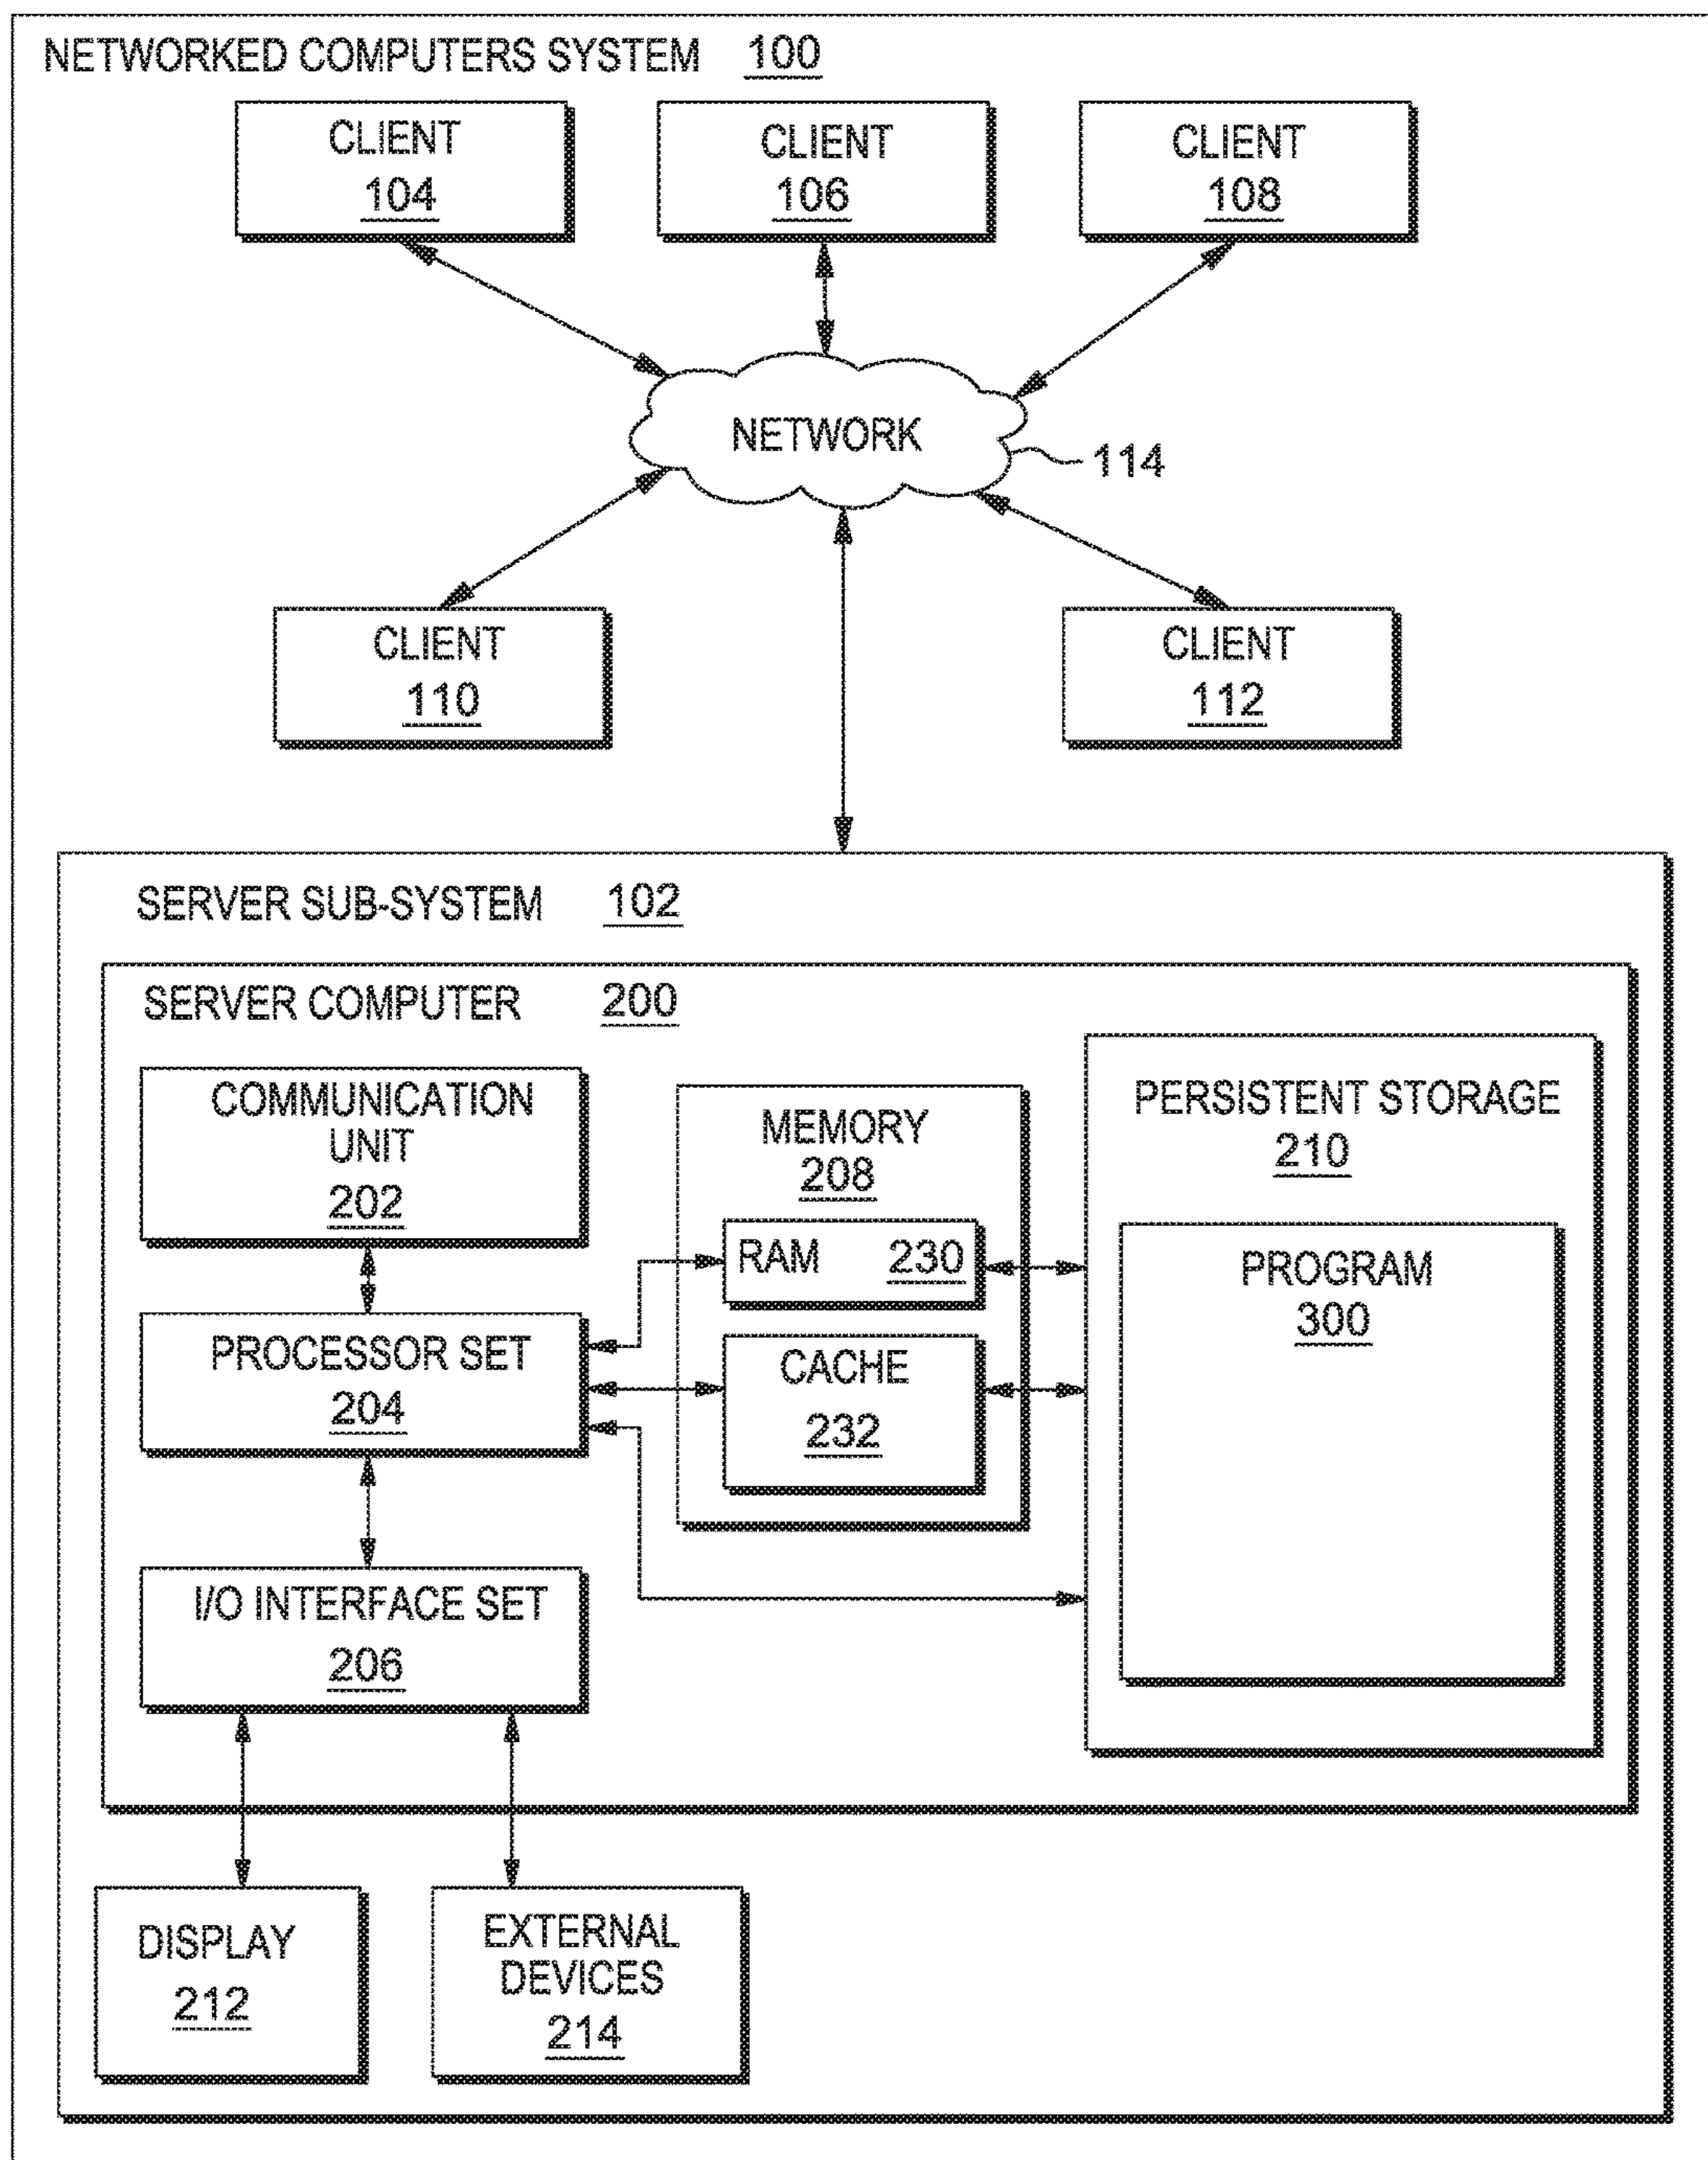 NETWORKED COMPUTERS SYSTEM 100
CLIENT
104
CLIENT
106
CLIENT
108
NETWORK
114
CLIENT
110
CLIENT
112
SERVER SUB-SYSTEM 102
SERVER COMPUTER 200
COMMUNICATION
UNIT
202
PROCESSOR SET
204
I/O INTERFACE SET
206
MEMORY
208
RAM 230
CACHE
232
PERSISTENT STORAGE
210
PROGRAM
300
DISPLAY
212
EXTERNAL
DEVICES
214